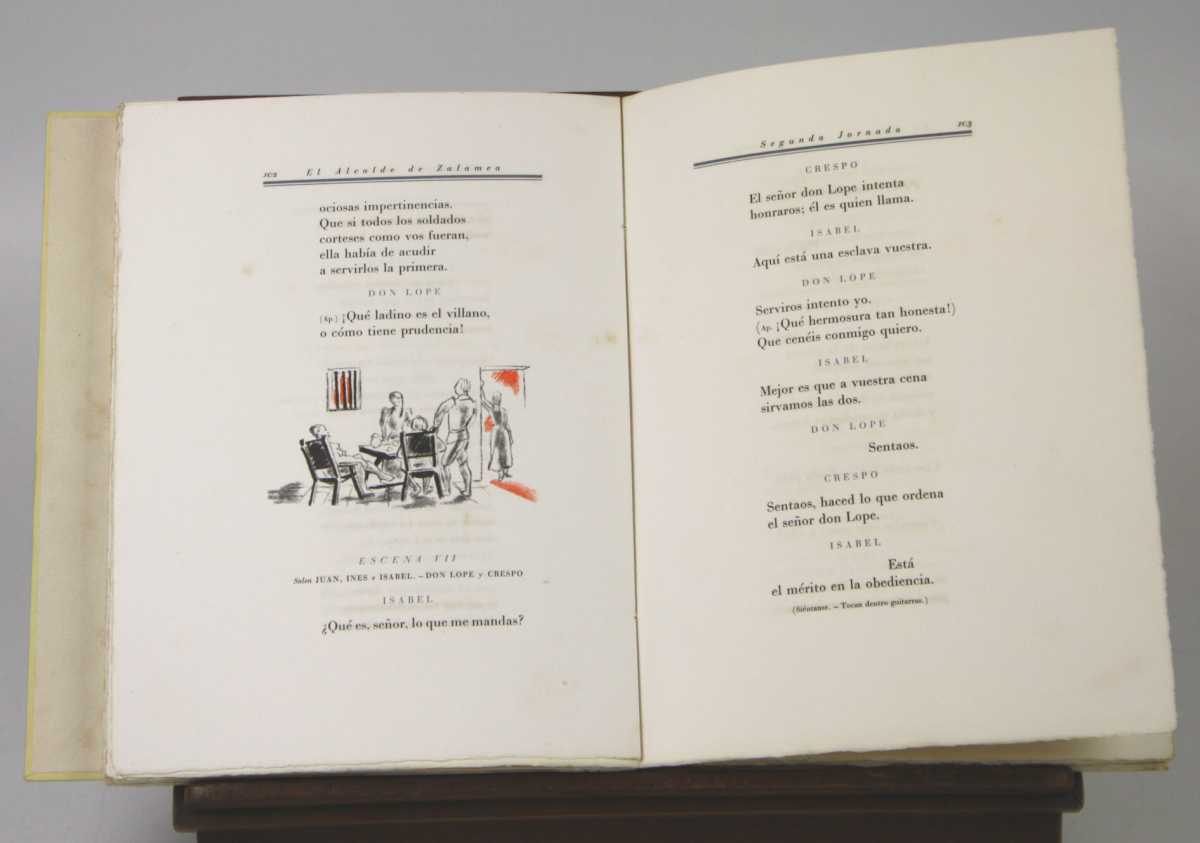 102 El Alcalde de Zalamea
ociosas impertinencias.
Que si todos los soldados
corteses como vos fueran,
ella había de acudir
a servirlos la primera.
DON LOPE
(Ap.) ¡Qué ladino es el villano,
o cómo tiene prudencia!
ESCENA VII
Salen JUAN, INES e ISABEL. — DON LOPE y CRESPO
ISABEL
¿Qué es, señor, lo que me mandas?
Segunda Jornada 103
CRESPO
El señor don Lope intenta
honraros; él es quien llama.
ISABEL
Aquí está una esclava vuestra.
DON LOPE
Serviros intento yo.
(Ap. ¡Qué hermosura tan honesta!)
Que cenéis conmigo quiero.
ISABEL
Mejor es que a vuestra cena
sirvamos las dos.
DON LOPE
Sentaos.
CRESPO
Sentaos, haced lo que ordena
el señor don Lope.
ISABEL
Está
el mérito en la obediencia.
(Siéntanse. — Tocan dentro guitarras.)